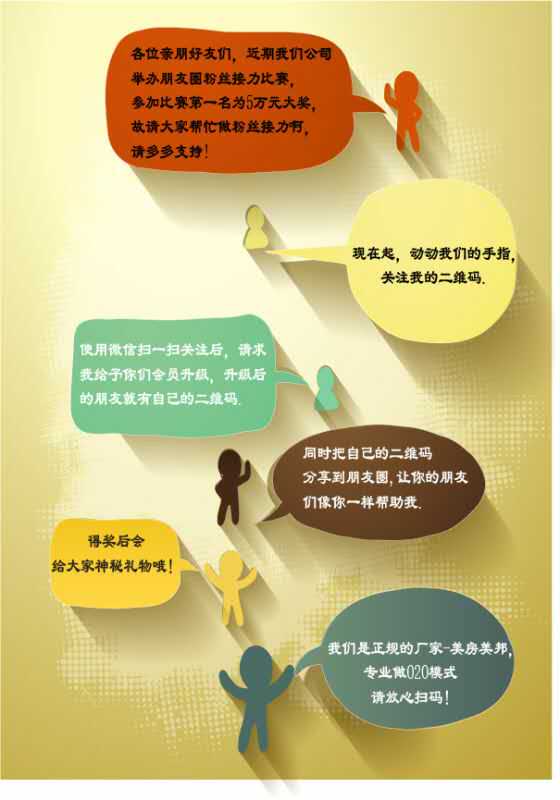 各位亲朋好友们，近期我们公司
举办朋友圈粉丝接力比赛，
参加比赛第一名为5万元大奖，
故请大家帮忙做粉丝接力啊，
请多多支持！
现在起，动动我们的手指，
关注我的二维码.
使用微信扫一扫关注后，请求
我给予你们会员升级，升级后
的朋友就有自己的二维码.
同时把自己的二维码
分享到朋友圈,让你的朋友
们像你一样帮助我.
得奖后会
给大家神秘礼物哦！
我们是正规的厂家-美房美邦,
专业做O2O模式
请放心扫码！